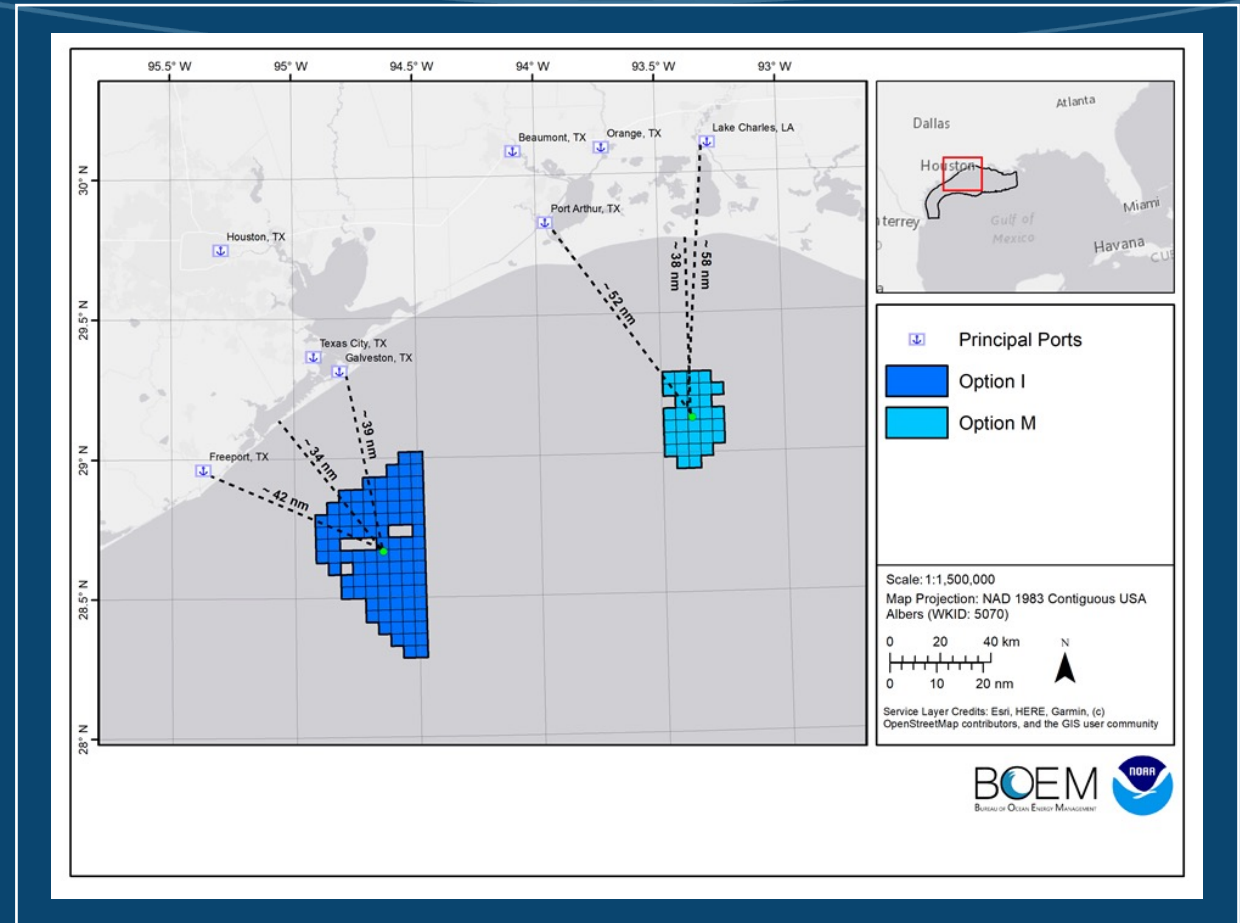 95.5° W
95° W
94.5° W
94° W
93.5° W
93° W
30° N
29.5° N
29° N
28.5° N
28° N
Beaumont, TX
Orange, TX
Lake Charles, LA
Port Arthur, TX
Houston, TX
Texas City, TX
Galveston, TX
Freeport, TX
~ 52 nm
~ 38 nm
~ 58 nm
~ 39 nm
~ 34 nm
~ 42 nm
Atlanta
Dallas
Houston
terrey
Gulf of
Mexico
Miami
Havana
CU
Principal Ports
Option I
Option M
Scale: 1:1,500,000
Map Projection: NAD 1983 Contiguous USA
Albers (WKID: 5070)
0 20 40 km
N
0 10 20 nm
Service Layer Credits: Esri, HERE, Garmin, (c)
OpenStreetMap contributors, and the GIS user community
BOEM
Bureau of Ocean Energy Management
NOAA